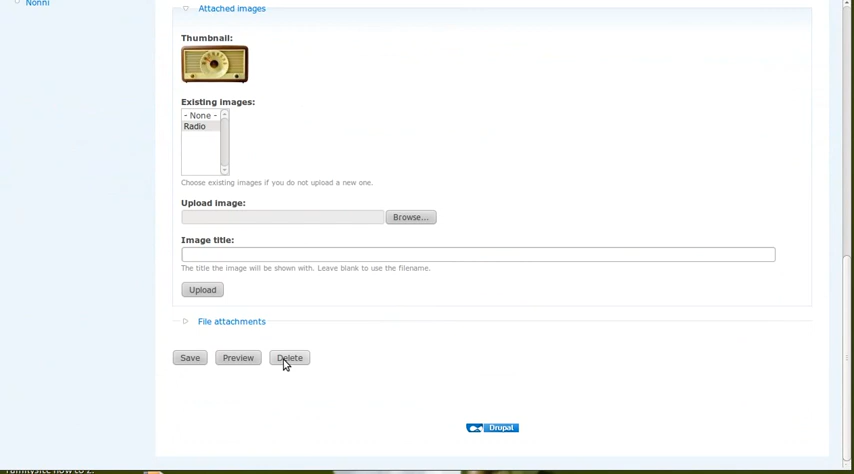 Nonni
Attached images
Thumbnail:
Existing images:
- None -
Radio
Choose existing images if you do not upload a new one.
Upload image:
Browse...
Image title:
The title the image will be shown with. Leave blank to use the filename.
Upload
File attachments
Save Preview Delete
Drupal